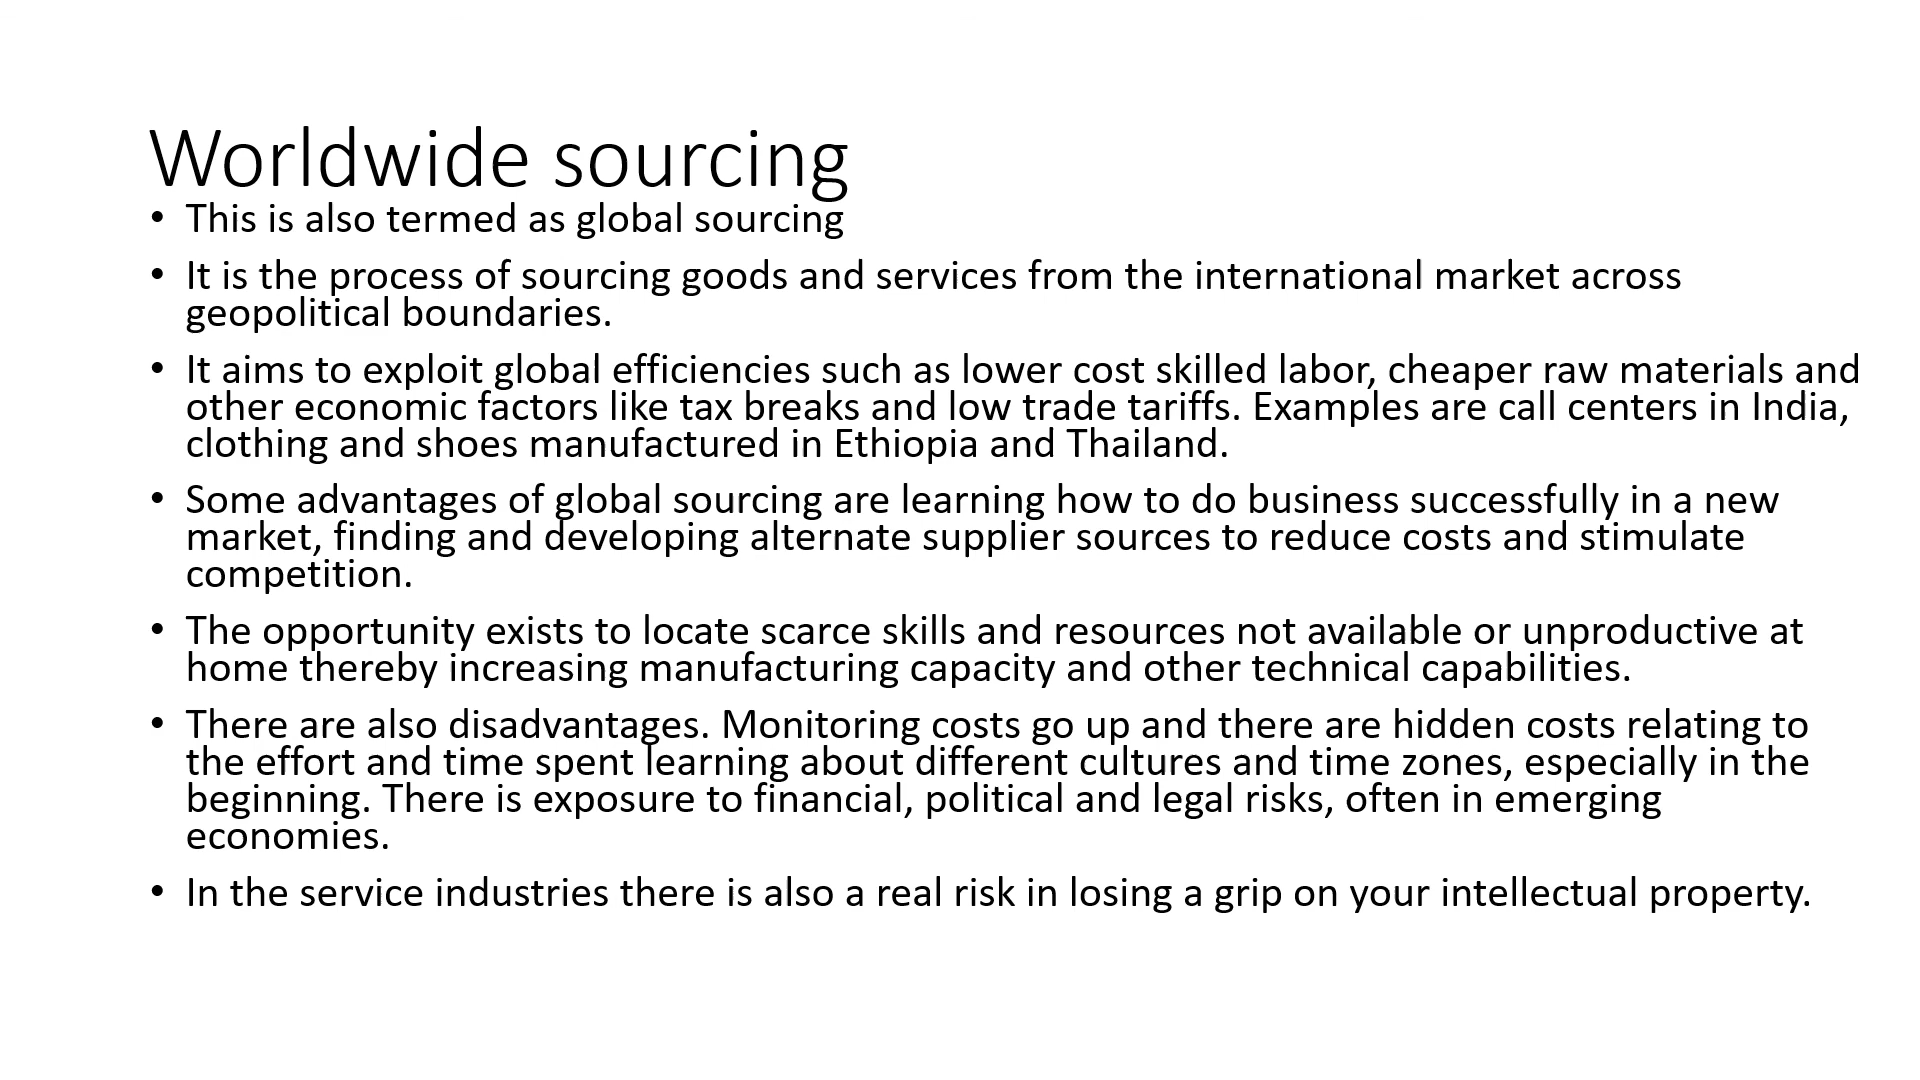 Worldwide sourcing
• This is also termed as global sourcing
• It is the process of sourcing goods and services from the international market across
geopolitical boundaries.
• It aims to exploit global efficiencies such as lower cost skilled labor, cheaper raw materials and
other economic factors like tax breaks and low trade tariffs. Examples are call centers in India,
clothing and shoes manufactured in Ethiopia and Thailand.
• Some advantages of global sourcing are learning how to do business successfully in a new
market, finding and developing alternate supplier sources to reduce costs and stimulate
competition.
• The opportunity exists to locate scarce skills and resources not available or unproductive at
home thereby increasing manufacturing capacity and other technical capabilities.
• There are also disadvantages. Monitoring costs go up and there are hidden costs relating to
the effort and time spent learning about different cultures and time zones, especially in the
beginning. There is exposure to financial, political and legal risks, often in emerging
economies.
• In the service industries there is also a real risk in losing a grip on your intellectual property.